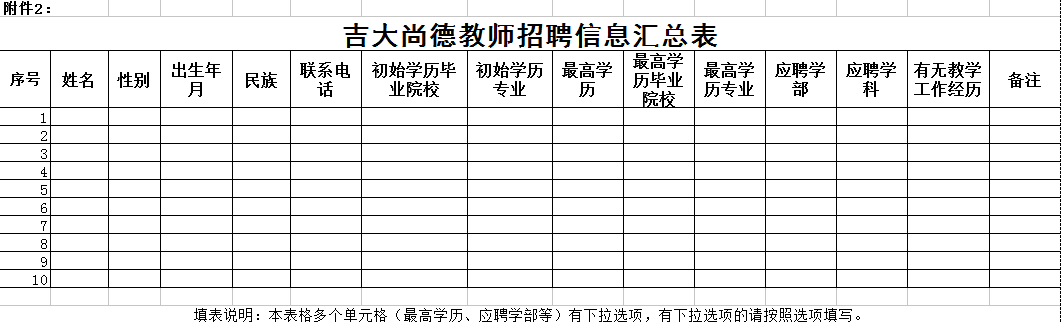 附件2：
吉大尚德教师招聘信息汇总表
序号 姓名 性别 出生年月 民族 联系电话 初始学历毕业院校 初始学历专业 最高学历 最高学历毕业院校 最高学历专业 应聘学部 应聘学科 有无教学工作经历 备注
1
2
3
4
5
6
7
8
9
10
填表说明：本表格多个单元格（最高学历、应聘学部等）有下拉选项，有下拉选项的请按照选项填写。